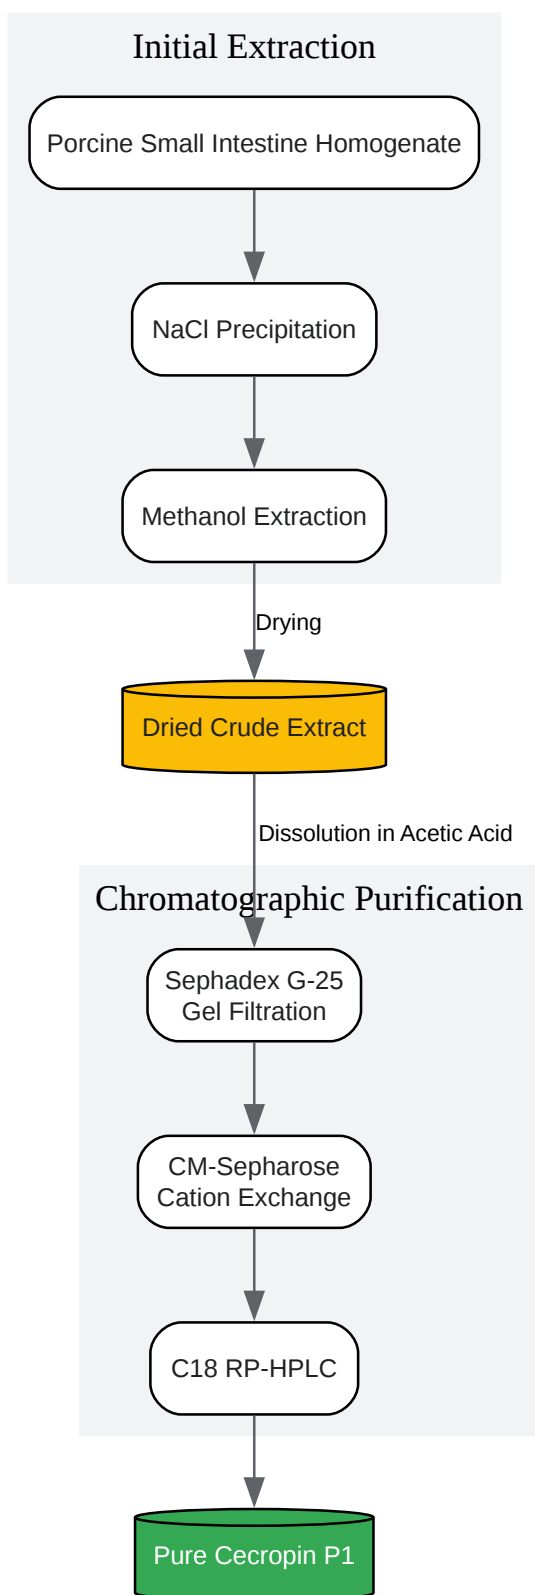 Initial Extraction
Porcine Small Intestine Homogenate
NaCl Precipitation
Methanol Extraction
Drying
Dried Crude Extract
Dissolution in Acetic Acid
Chromatographic Purification
Sephadex G-25
Gel Filtration
CM-Sepharose
Cation Exchange
C18 RP-HPLC
Pure Cecropin P1